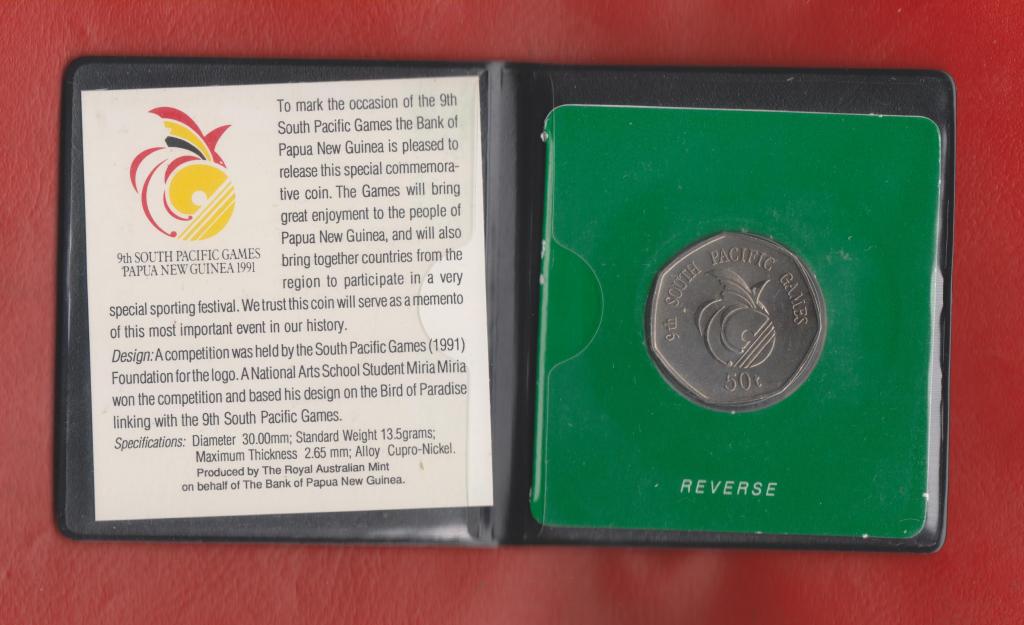 To mark the occasion of the 9th
South Pacific Games the Bank of
Papua New Guinea is pleased to
release this special commemora-
tive coin. The Games will bring
great enjoyment to the people of
Papua New Guinea, and will also
bring together countries from the
region to participate in a very
special sporting festival. We trust this coin will serve as a memento
of this most important event in our history.
9th SOUTH PACIFIC GAMES
PAPUA NEW GUINEA 1991
Design: A competition was held by the South Pacific Games (1991)
Foundation for the logo. A National Arts School Student Miria Miria
won the competition and based his design on the Bird of Paradise
linking with the 9th South Pacific Games.
Specifications: Diameter 30.00mm; Standard Weight 13.5grams;
Maximum Thickness 2.65 mm; Alloy Cupro-Nickel.
Produced by The Royal Australian Mint
on behalf of The Bank of Papua New Guinea.
9th SOUTH PACIFIC GAMES
50t
REVERSE